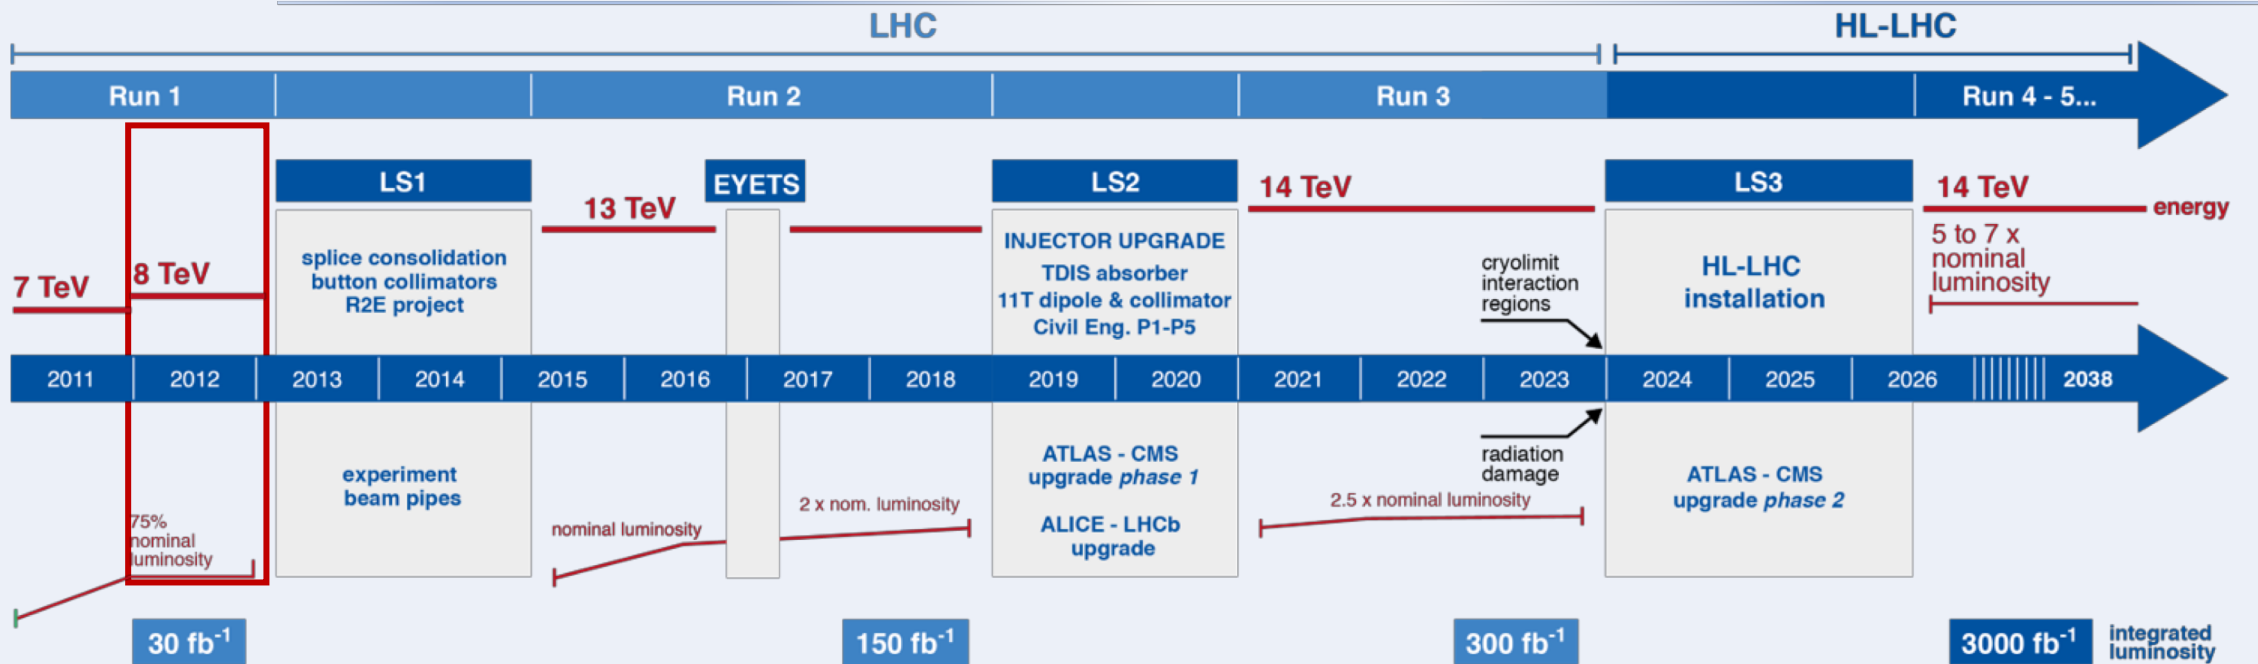 LHC
HL-LHC
Run 1
Run 2
Run 3
Run 4 - 5...
LS1
EYETS
LS2
LS3
7 TeV
8 TeV
13 TeV
14 TeV
14 TeV
energy
splice consolidation
button collimators
R2E project
INJECTOR UPGRADE
TDIS absorber
11T dipole & collimator
Civil Eng. P1-P5
cryolimit
interaction
regions
HL-LHC
installation
5 to 7 x
nominal
luminosity
2011
2012
2013
2014
2015
2016
2017
2018
2019
2020
2021
2022
2023
2024
2025
2026
2038
75%
nominal
luminosity
experiment
beam pipes
nominal luminosity
2 x nom. luminosity
ATLAS - CMS
upgrade phase 1
ALICE - LHCb
upgrade
radiation
damage
2.5 x nominal luminosity
ATLAS - CMS
upgrade phase 2
30 fb⁻¹
150 fb⁻¹
300 fb⁻¹
3000 fb⁻¹
integrated
luminosity